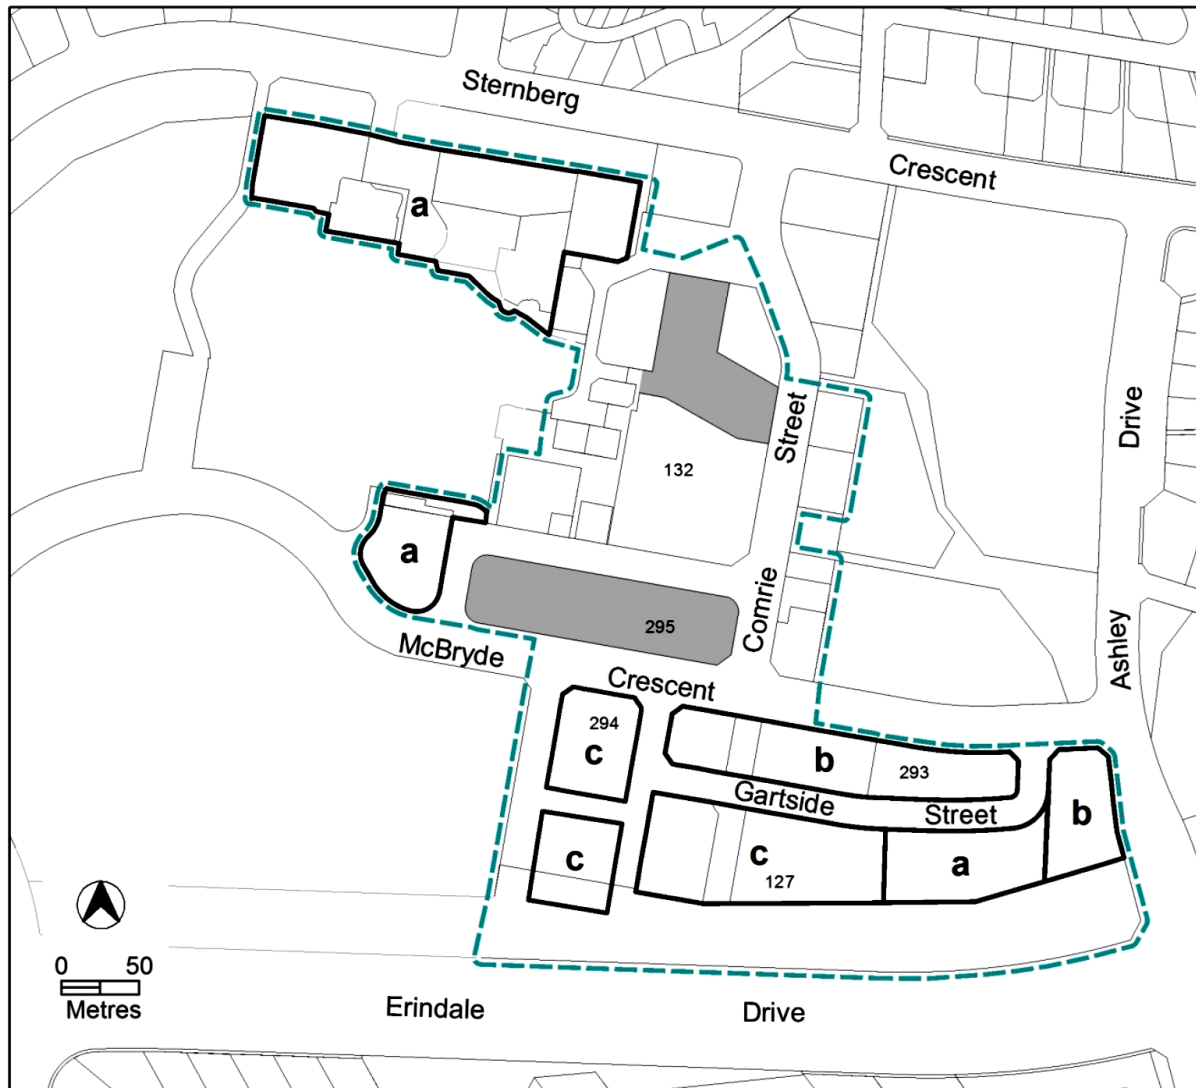 Sternberg
Crescent
a
Drive
Street
132
a
Comrie
295
McBryde
Ashley
Crescent
294
c
b
293
Gartside
Street
b
c
c
a
127
0 50
Metres
Erindale
Drive